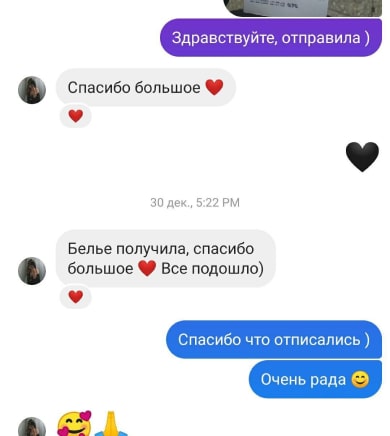 Здравствуйте, отправила )
Спасибо большое ❤️
❤️
🖤
30 дек., 5:22 PM
Белье получила, спасибо
большое ❤️ Все подошло)
❤️
Спасибо что отписались )
Очень рада 😊
🥰🙏